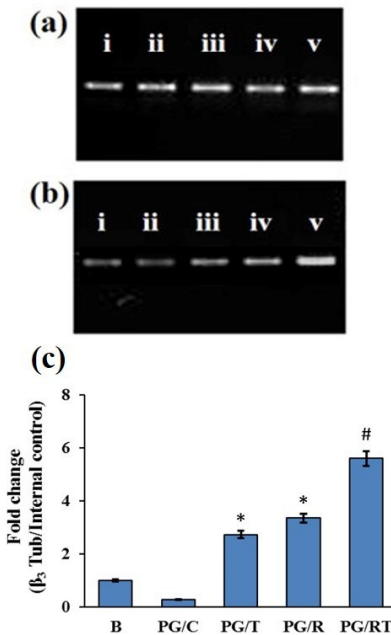 (a)
i ii iii iv v
(b)
i ii iii iv v
(c)
8
6
4
2
0
Fold change
(β₃ Tub/Internal control)
* * #
B PG/C PG/T PG/R PG/RT